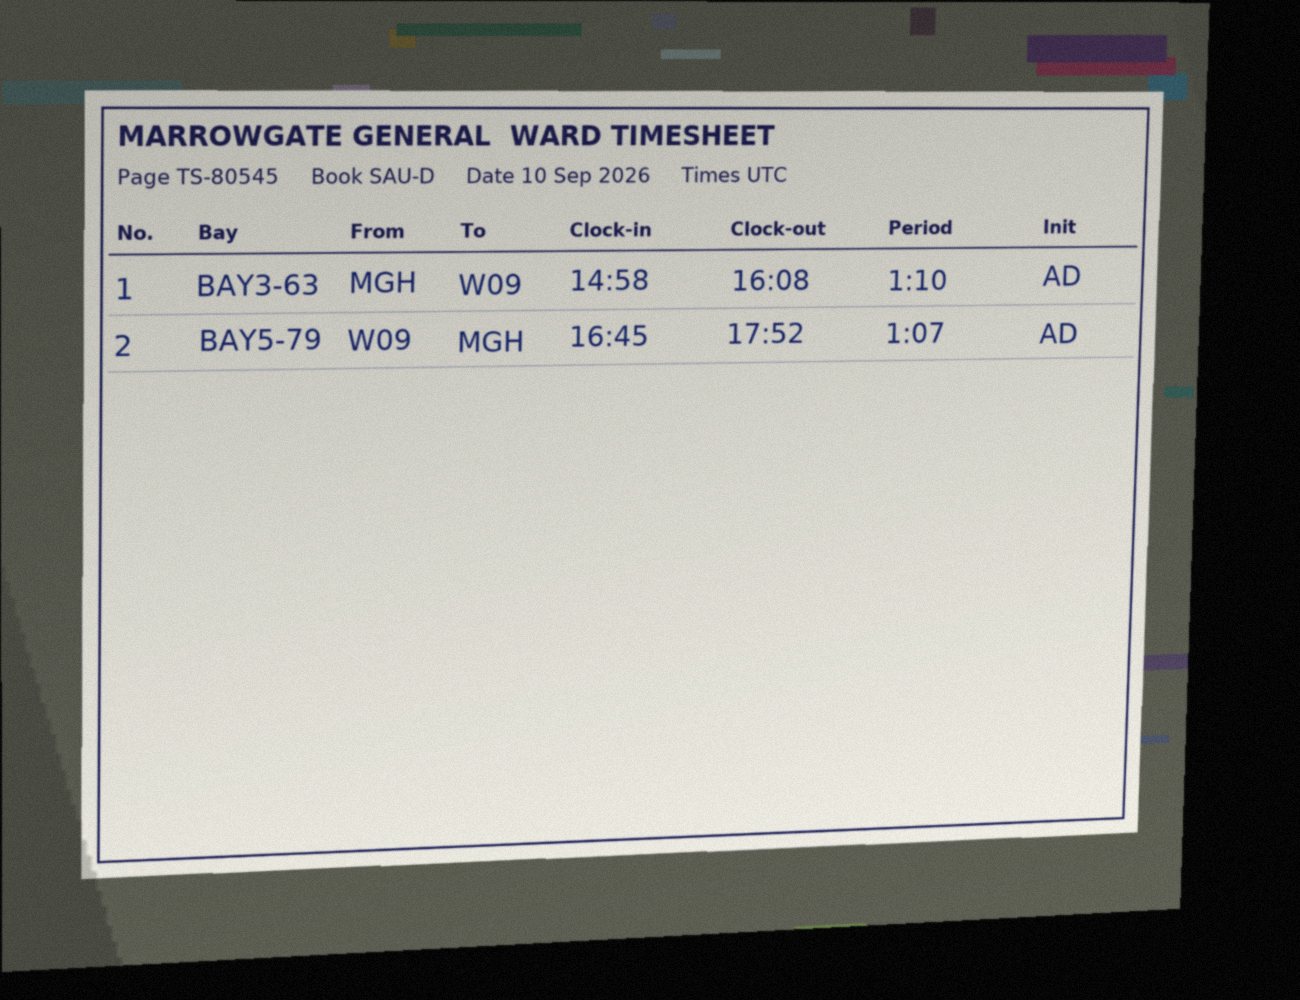 MARROWGATE GENERAL WARD TIMESHEET
Page TS-80545 Book SAU-D Date 10 Sep 2026 Times UTC
No. Bay From To Clock-in Clock-out Period Init
1 BAY3-63 MGH W09 14:58 16:08 1:10 AD
2 BAY5-79 W09 MGH 16:45 17:52 1:07 AD